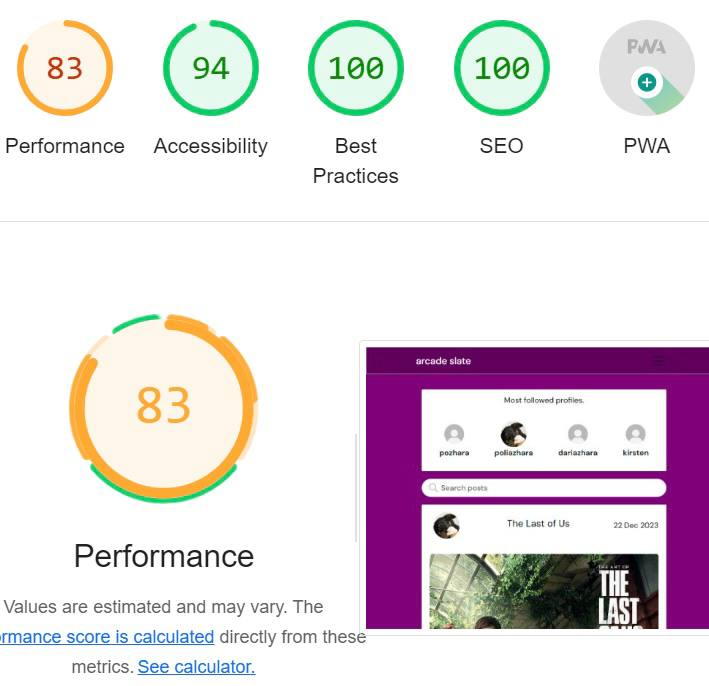 83 94 100 100 PWA
Performance Accessibility Best Practices SEO PWA
83
Performance
Values are estimated and may vary. The
ormance score is calculated directly from these
metrics. See calculator.
arcade slate
Most followed profiles.
pozhara poliazhara dariazhara kirsten
Search posts
The Last of Us 22 Dec 2023
THE ART OF
THE
LAST